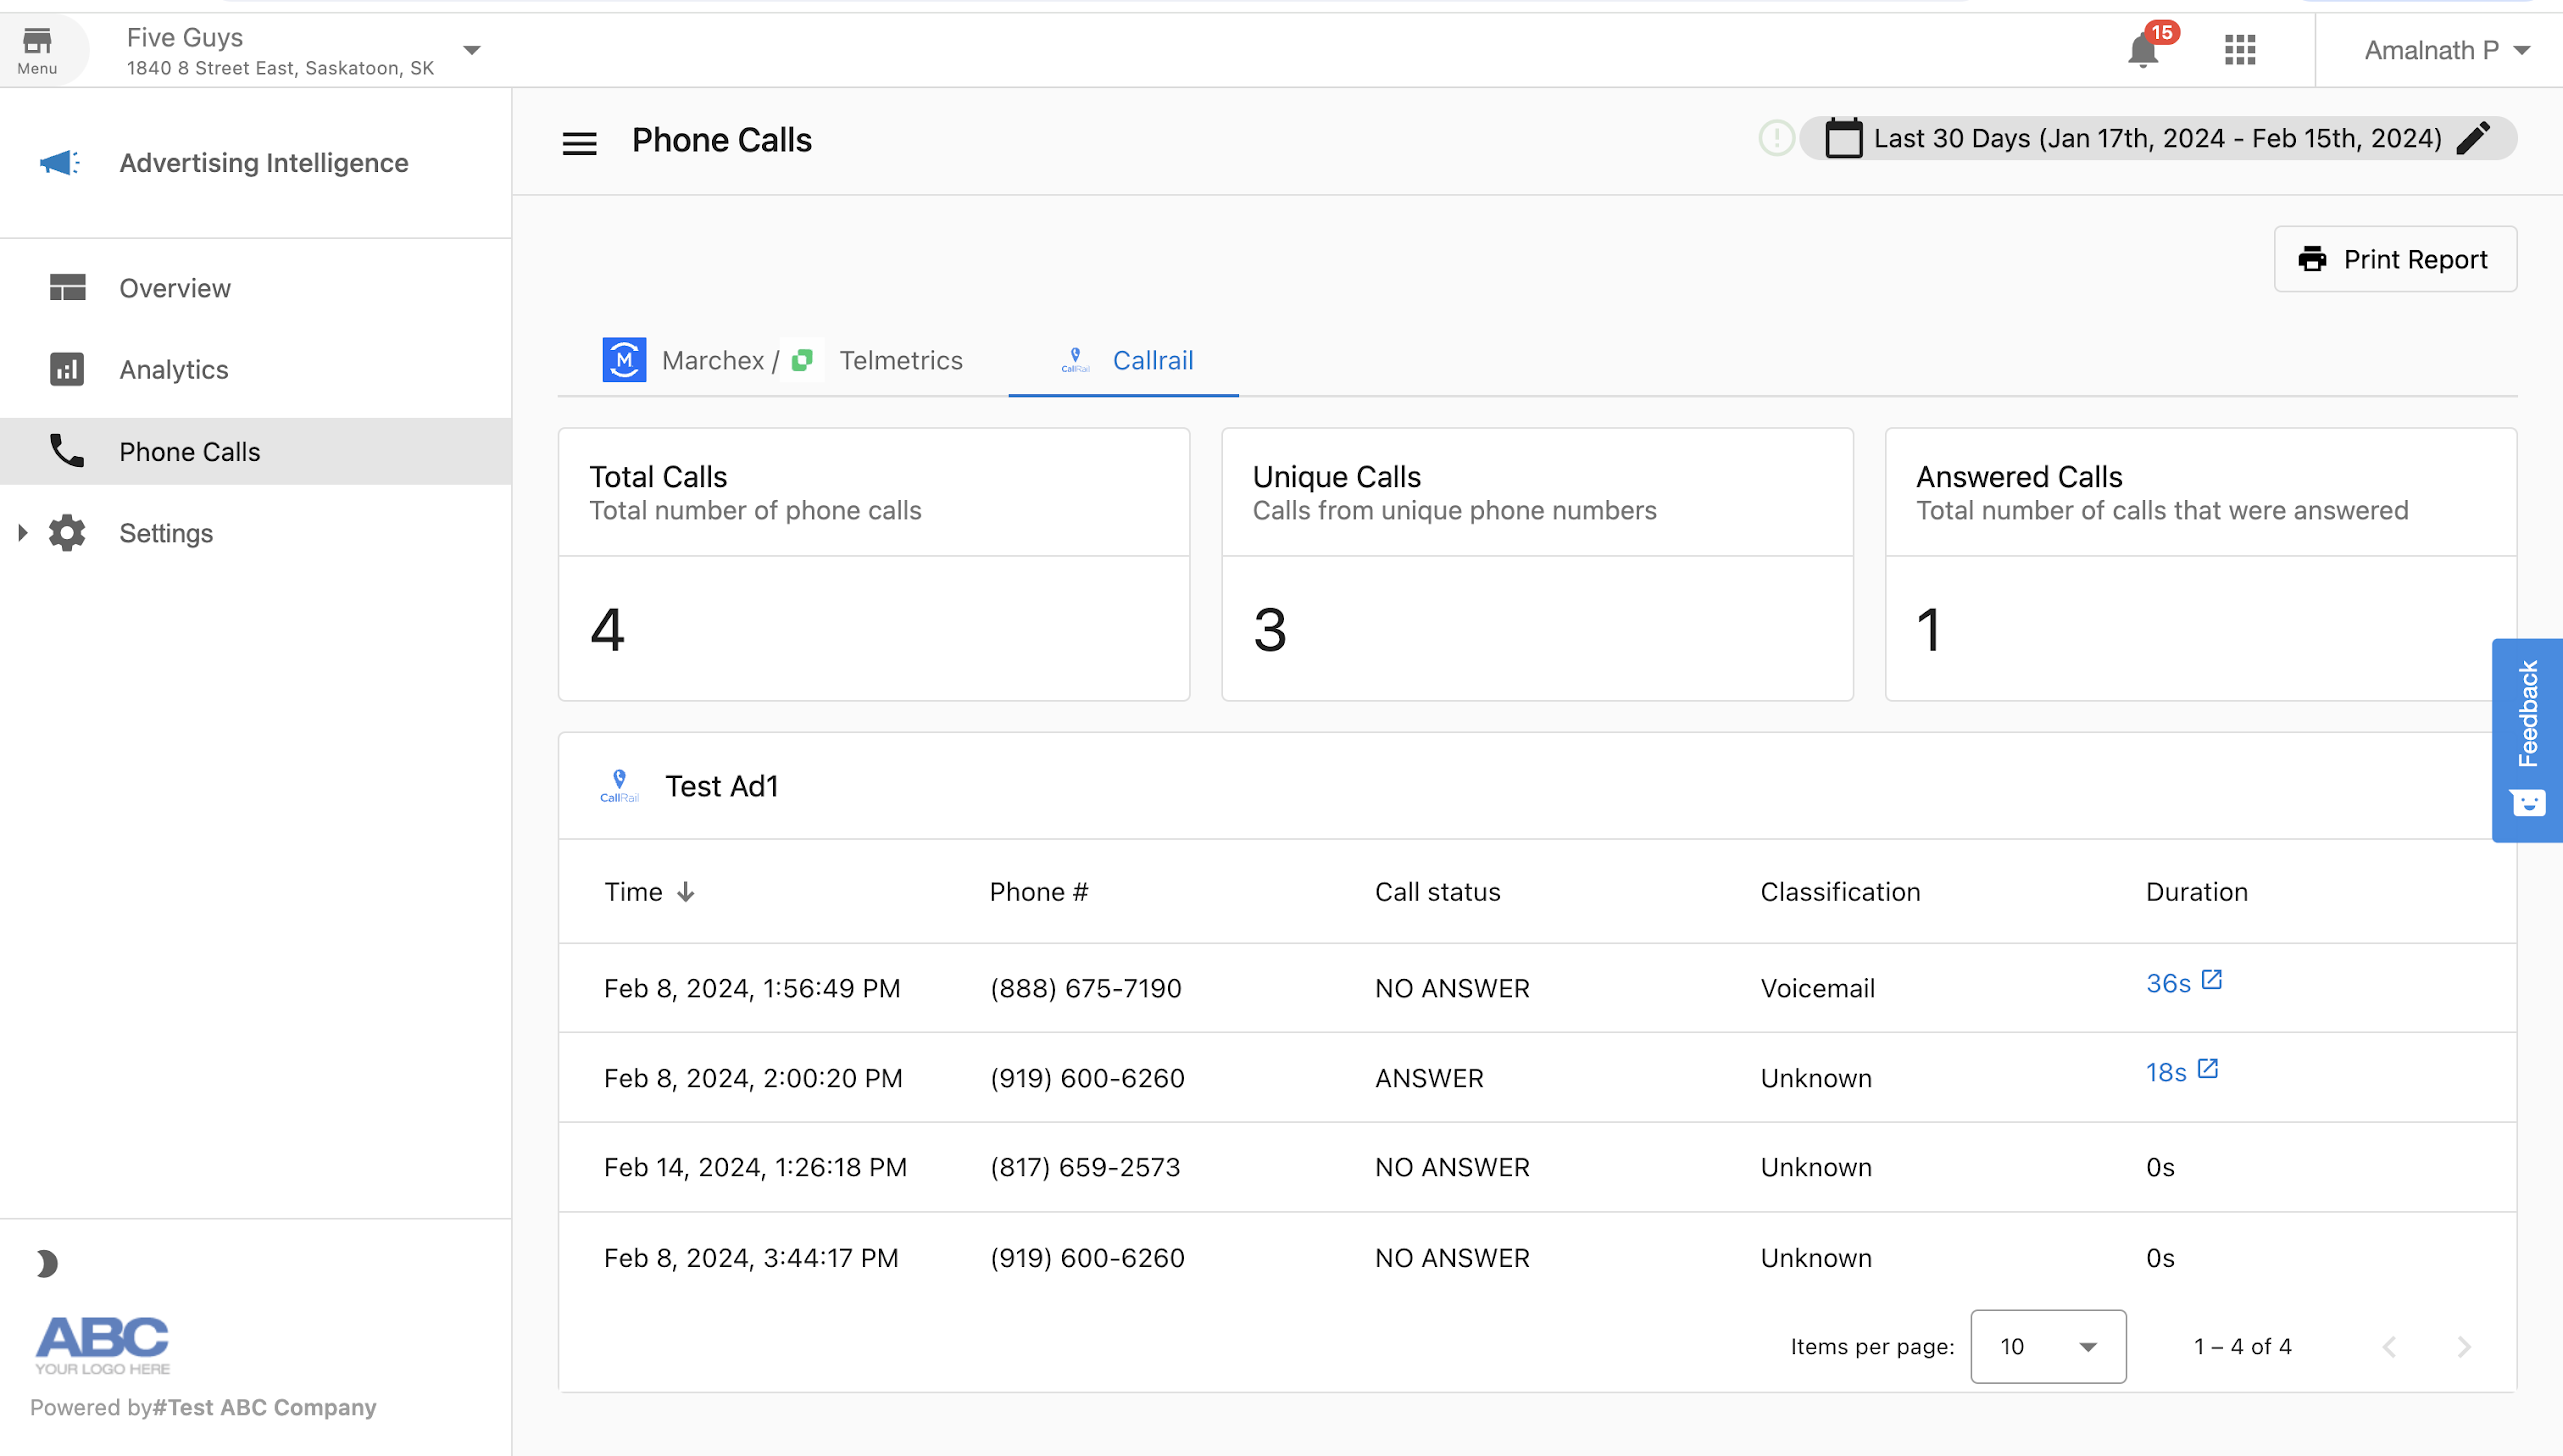 Menu
Five Guys
1840 8 Street East, Saskatoon, SK
15
Amalnath P
Advertising Intelligence
Overview
Analytics
Phone Calls
Settings
Phone Calls
Last 30 Days (Jan 17th, 2024 - Feb 15th, 2024)
Print Report
M Marchex / Telmetrics
CallRail Callrail
Total Calls
Total number of phone calls
4
Unique Calls
Calls from unique phone numbers
3
Answered Calls
Total number of calls that were answered
1
Feedback
CallRail Test Ad1
Time Phone # Call status Classification Duration
Feb 8, 2024, 1:56:49 PM (888) 675-7190 NO ANSWER Voicemail 36s
Feb 8, 2024, 2:00:20 PM (919) 600-6260 ANSWER Unknown 18s
Feb 14, 2024, 1:26:18 PM (817) 659-2573 NO ANSWER Unknown 0s
Feb 8, 2024, 3:44:17 PM (919) 600-6260 NO ANSWER Unknown 0s
Items per page: 10 1 – 4 of 4
ABC
YOUR LOGO HERE
Powered by#Test ABC Company